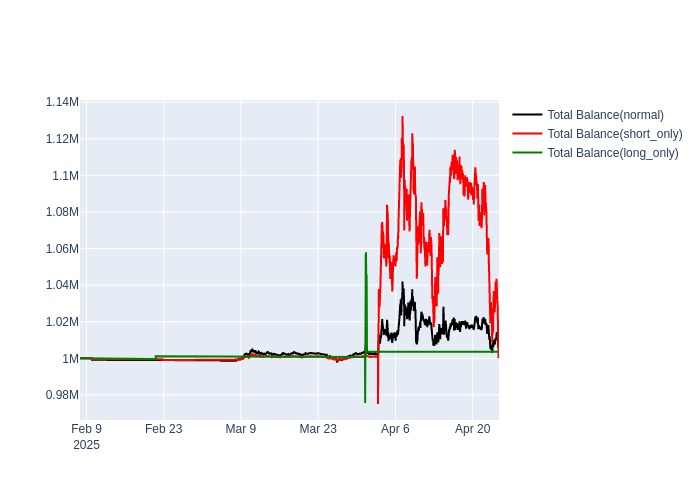 1.14M
1.12M
1.1M
1.08M
1.06M
1.04M
1.02M
1M
0.98M
Feb 9
2025
Feb 23
Mar 9
Mar 23
Apr 6
Apr 20
Total Balance(normal)
Total Balance(short_only)
Total Balance(long_only)